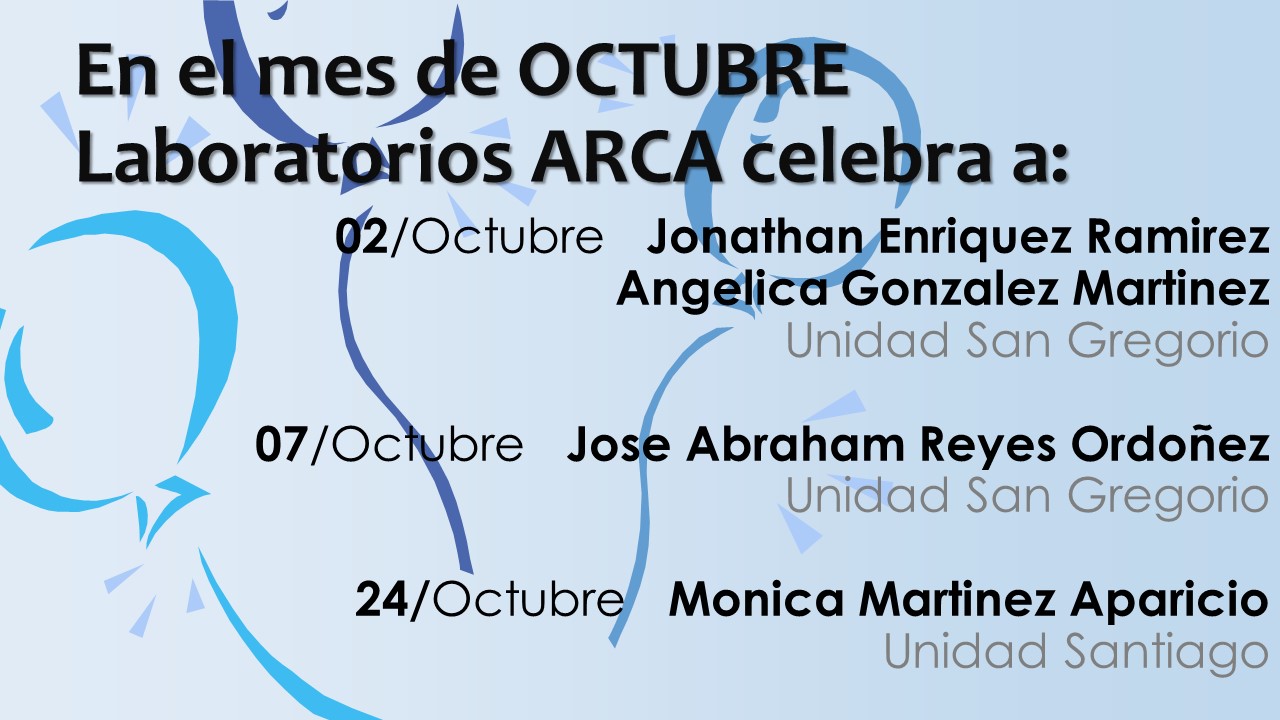 En el mes de OCTUBRE
Laboratorios ARCA celebra a:
02/Octubre Jonathan Enriquez Ramirez
Angelica Gonzalez Martinez
Unidad San Gregorio
07/Octubre Jose Abraham Reyes Ordoñez
Unidad San Gregorio
24/Octubre Monica Martinez Aparicio
Unidad Santiago